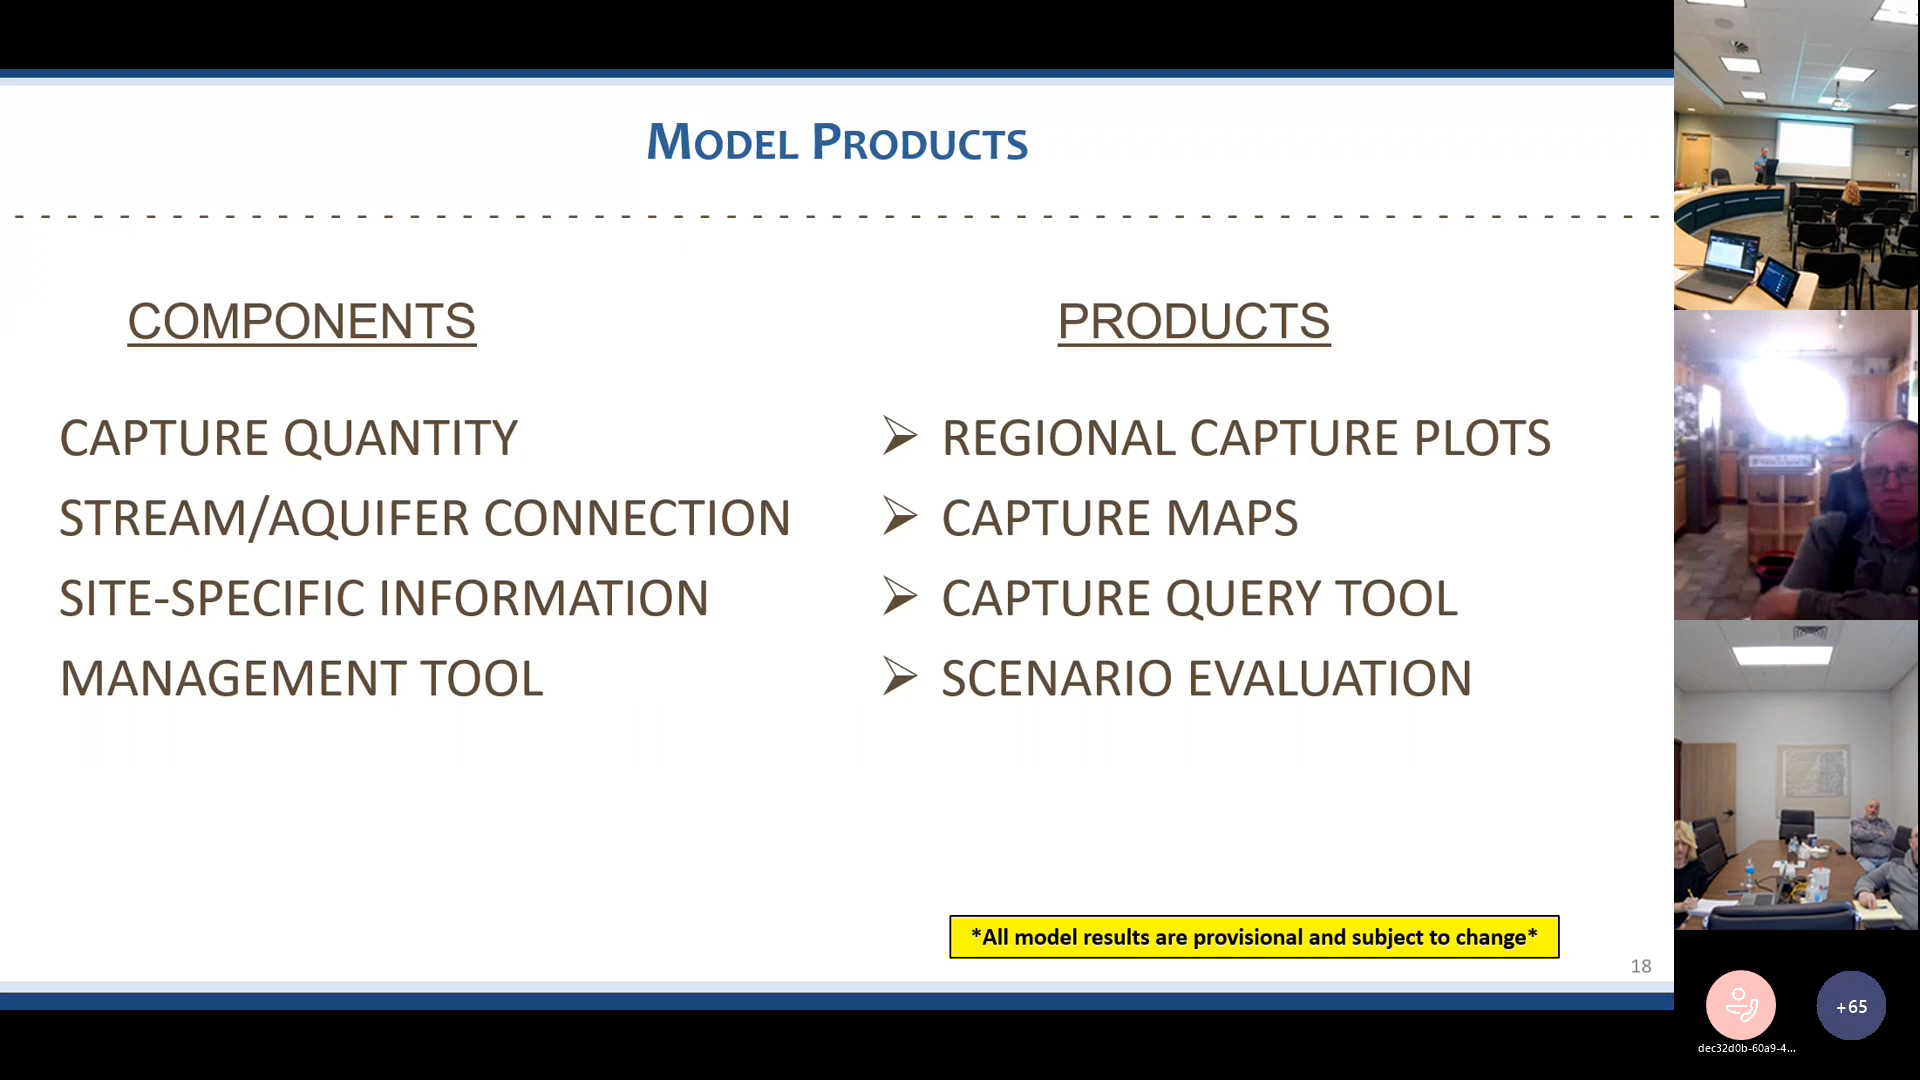 MODEL PRODUCTS
COMPONENTS
PRODUCTS
CAPTURE QUANTITY
➢ REGIONAL CAPTURE PLOTS
STREAM/AQUIFER CONNECTION
➢ CAPTURE MAPS
SITE-SPECIFIC INFORMATION
➢ CAPTURE QUERY TOOL
MANAGEMENT TOOL
➢ SCENARIO EVALUATION
*All model results are provisional and subject to change*
18
+65
dec32d0b-60a9-4...